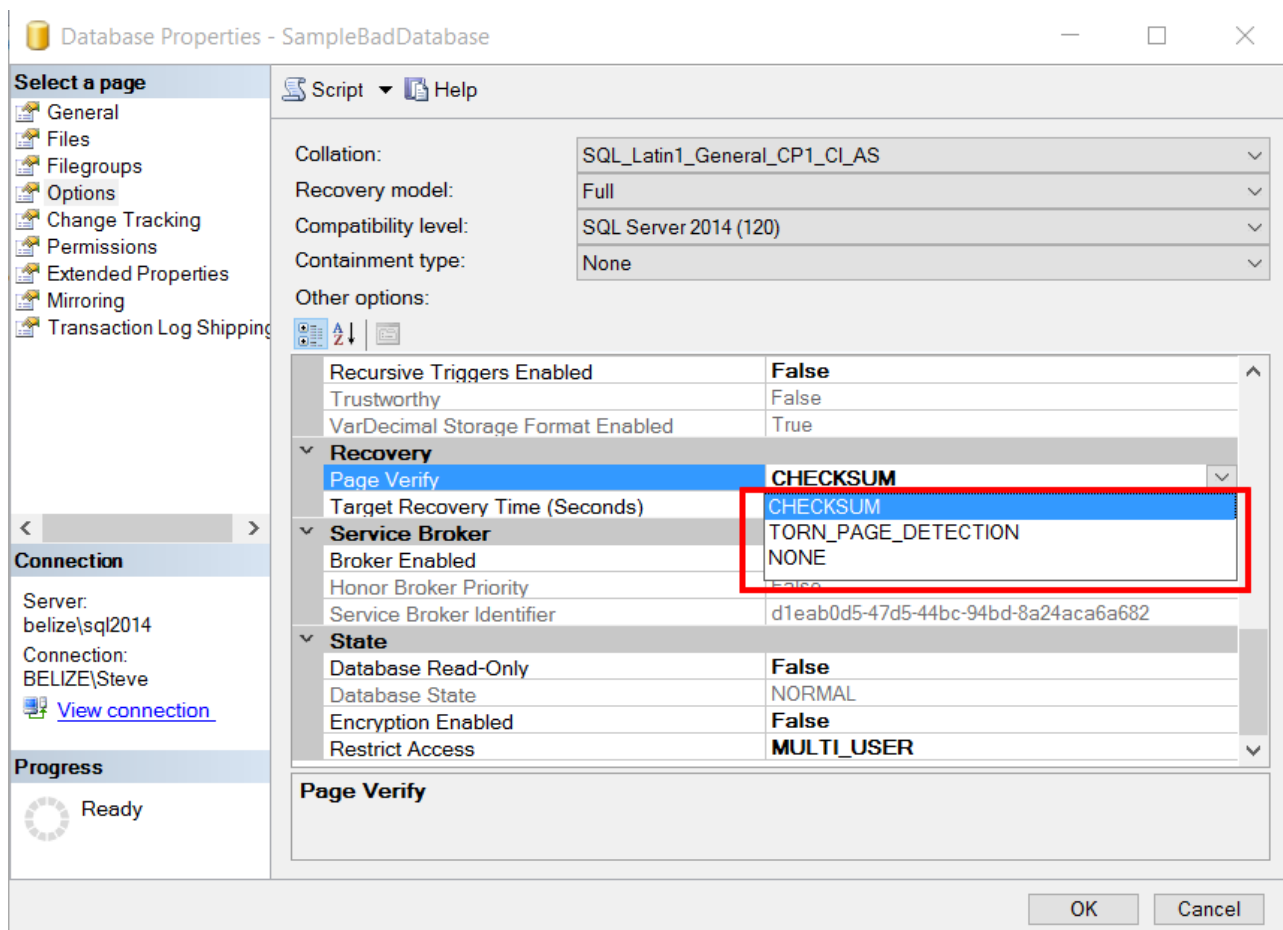 Database Properties - SampleBadDatabase
Select a page
General
Files
Filegroups
Options
Change Tracking
Permissions
Extended Properties
Mirroring
Transaction Log Shipping
Connection
Server:
belize\sql2014
Connection:
BELIZE\Steve
View connection
Progress
Ready
Script Help
Collation: SQL_Latin1_General_CP1_CI_AS
Recovery model: Full
Compatibility level: SQL Server 2014 (120)
Containment type: None
Other options:
Recursive Triggers Enabled False
Trustworthy False
VarDecimal Storage Format Enabled True
Recovery
Page Verify CHECKSUM
Target Recovery Time (Seconds) CHECKSUM
Service Broker TORN_PAGE_DETECTION
Broker Enabled NONE
Honor Broker Priority False
Service Broker Identifier d1eab0d5-47d5-44bc-94bd-8a24aca6a682
State
Database Read-Only False
Database State NORMAL
Encryption Enabled False
Restrict Access MULTI_USER
Page Verify
OK Cancel